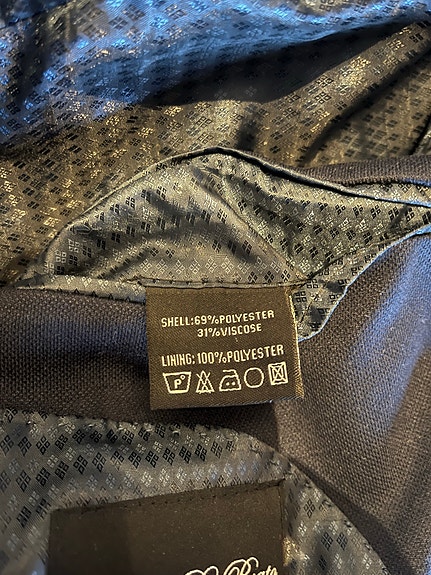 SHELL:69%POLYESTER
31%VISCOSE
LINING:100%POLYESTER
P